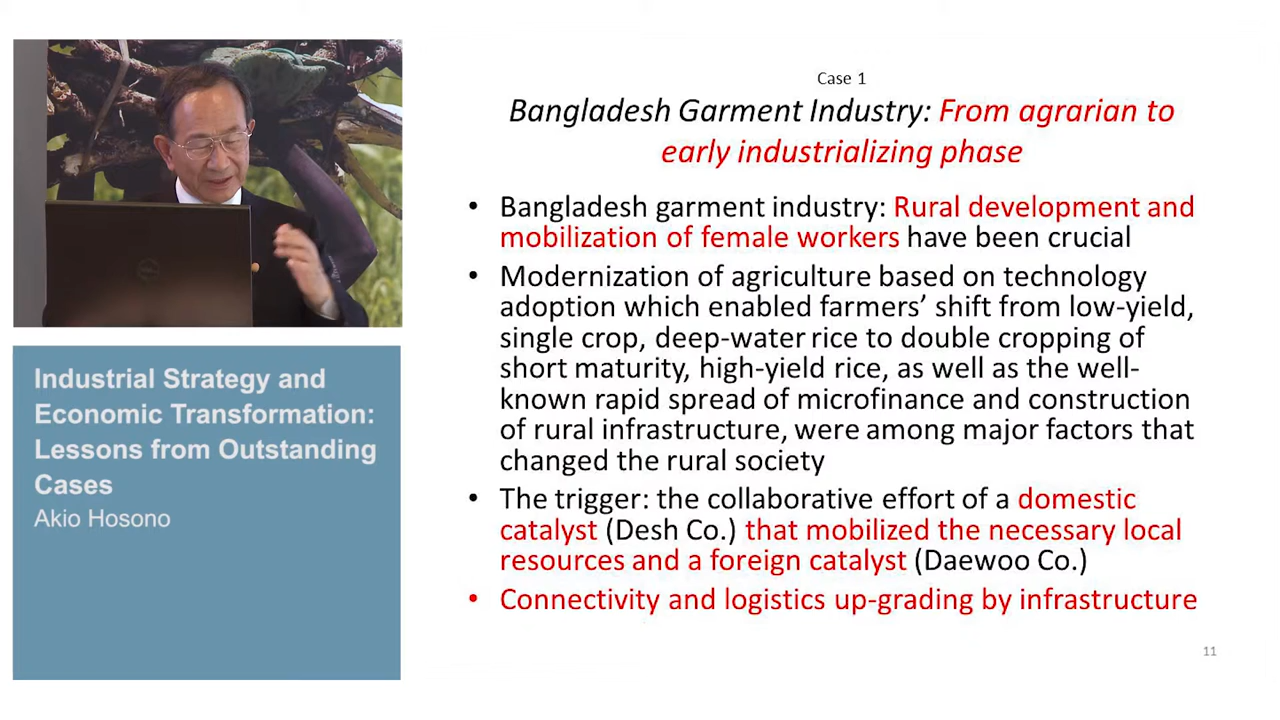 Industrial Strategy and
Economic Transformation:
Lessons from Outstanding
Cases
Akio Hosono
Case 1
Bangladesh Garment Industry: From agrarian to
early industrializing phase
• Bangladesh garment industry: Rural development and
mobilization of female workers have been crucial
• Modernization of agriculture based on technology
adoption which enabled farmers’ shift from low-yield,
single crop, deep-water rice to double cropping of
short maturity, high-yield rice, as well as the well-
known rapid spread of microfinance and construction
of rural infrastructure, were among major factors that
changed the rural society
• The trigger: the collaborative effort of a domestic
catalyst (Desh Co.) that mobilized the necessary local
resources and a foreign catalyst (Daewoo Co.)
• Connectivity and logistics up-grading by infrastructure
11